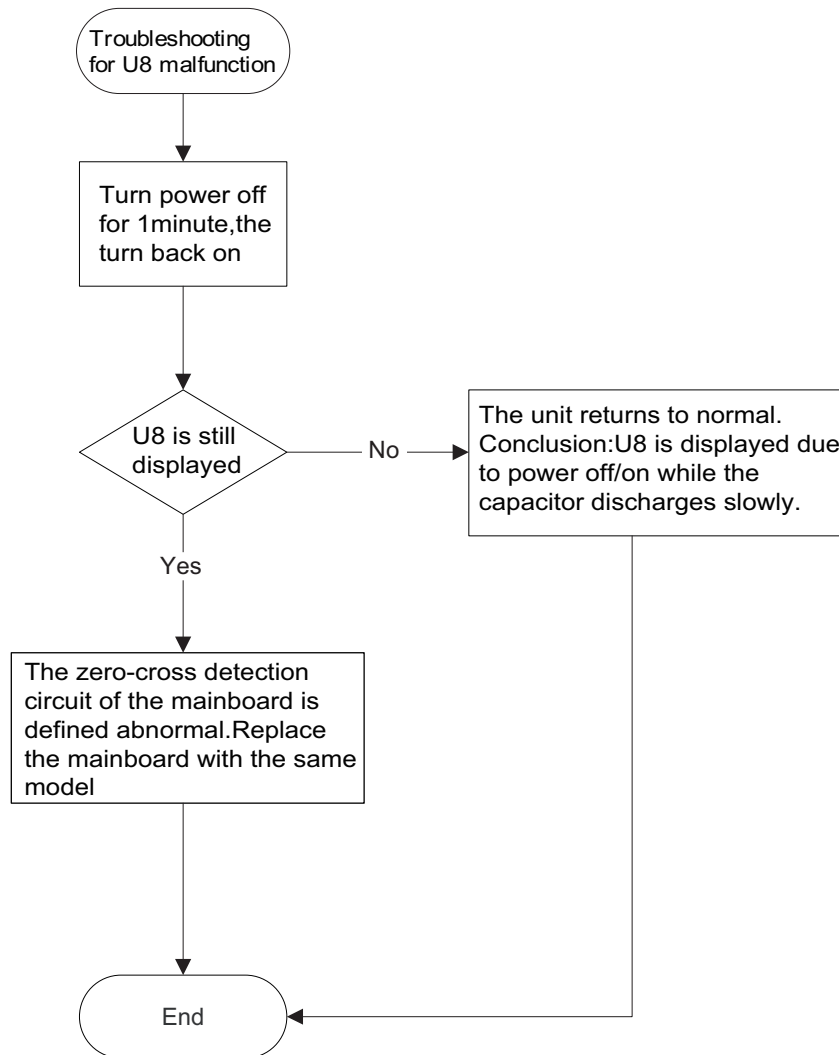 Troubleshooting
for U8 malfunction
Turn power off
for 1minute,the
turn back on
U8 is still
displayed
No
The unit returns to normal.
Conclusion:U8 is displayed due
to power off/on while the
capacitor discharges slowly.
Yes
The zero-cross detection
circuit of the mainboard is
defined abnormal.Replace
the mainboard with the same
model
End